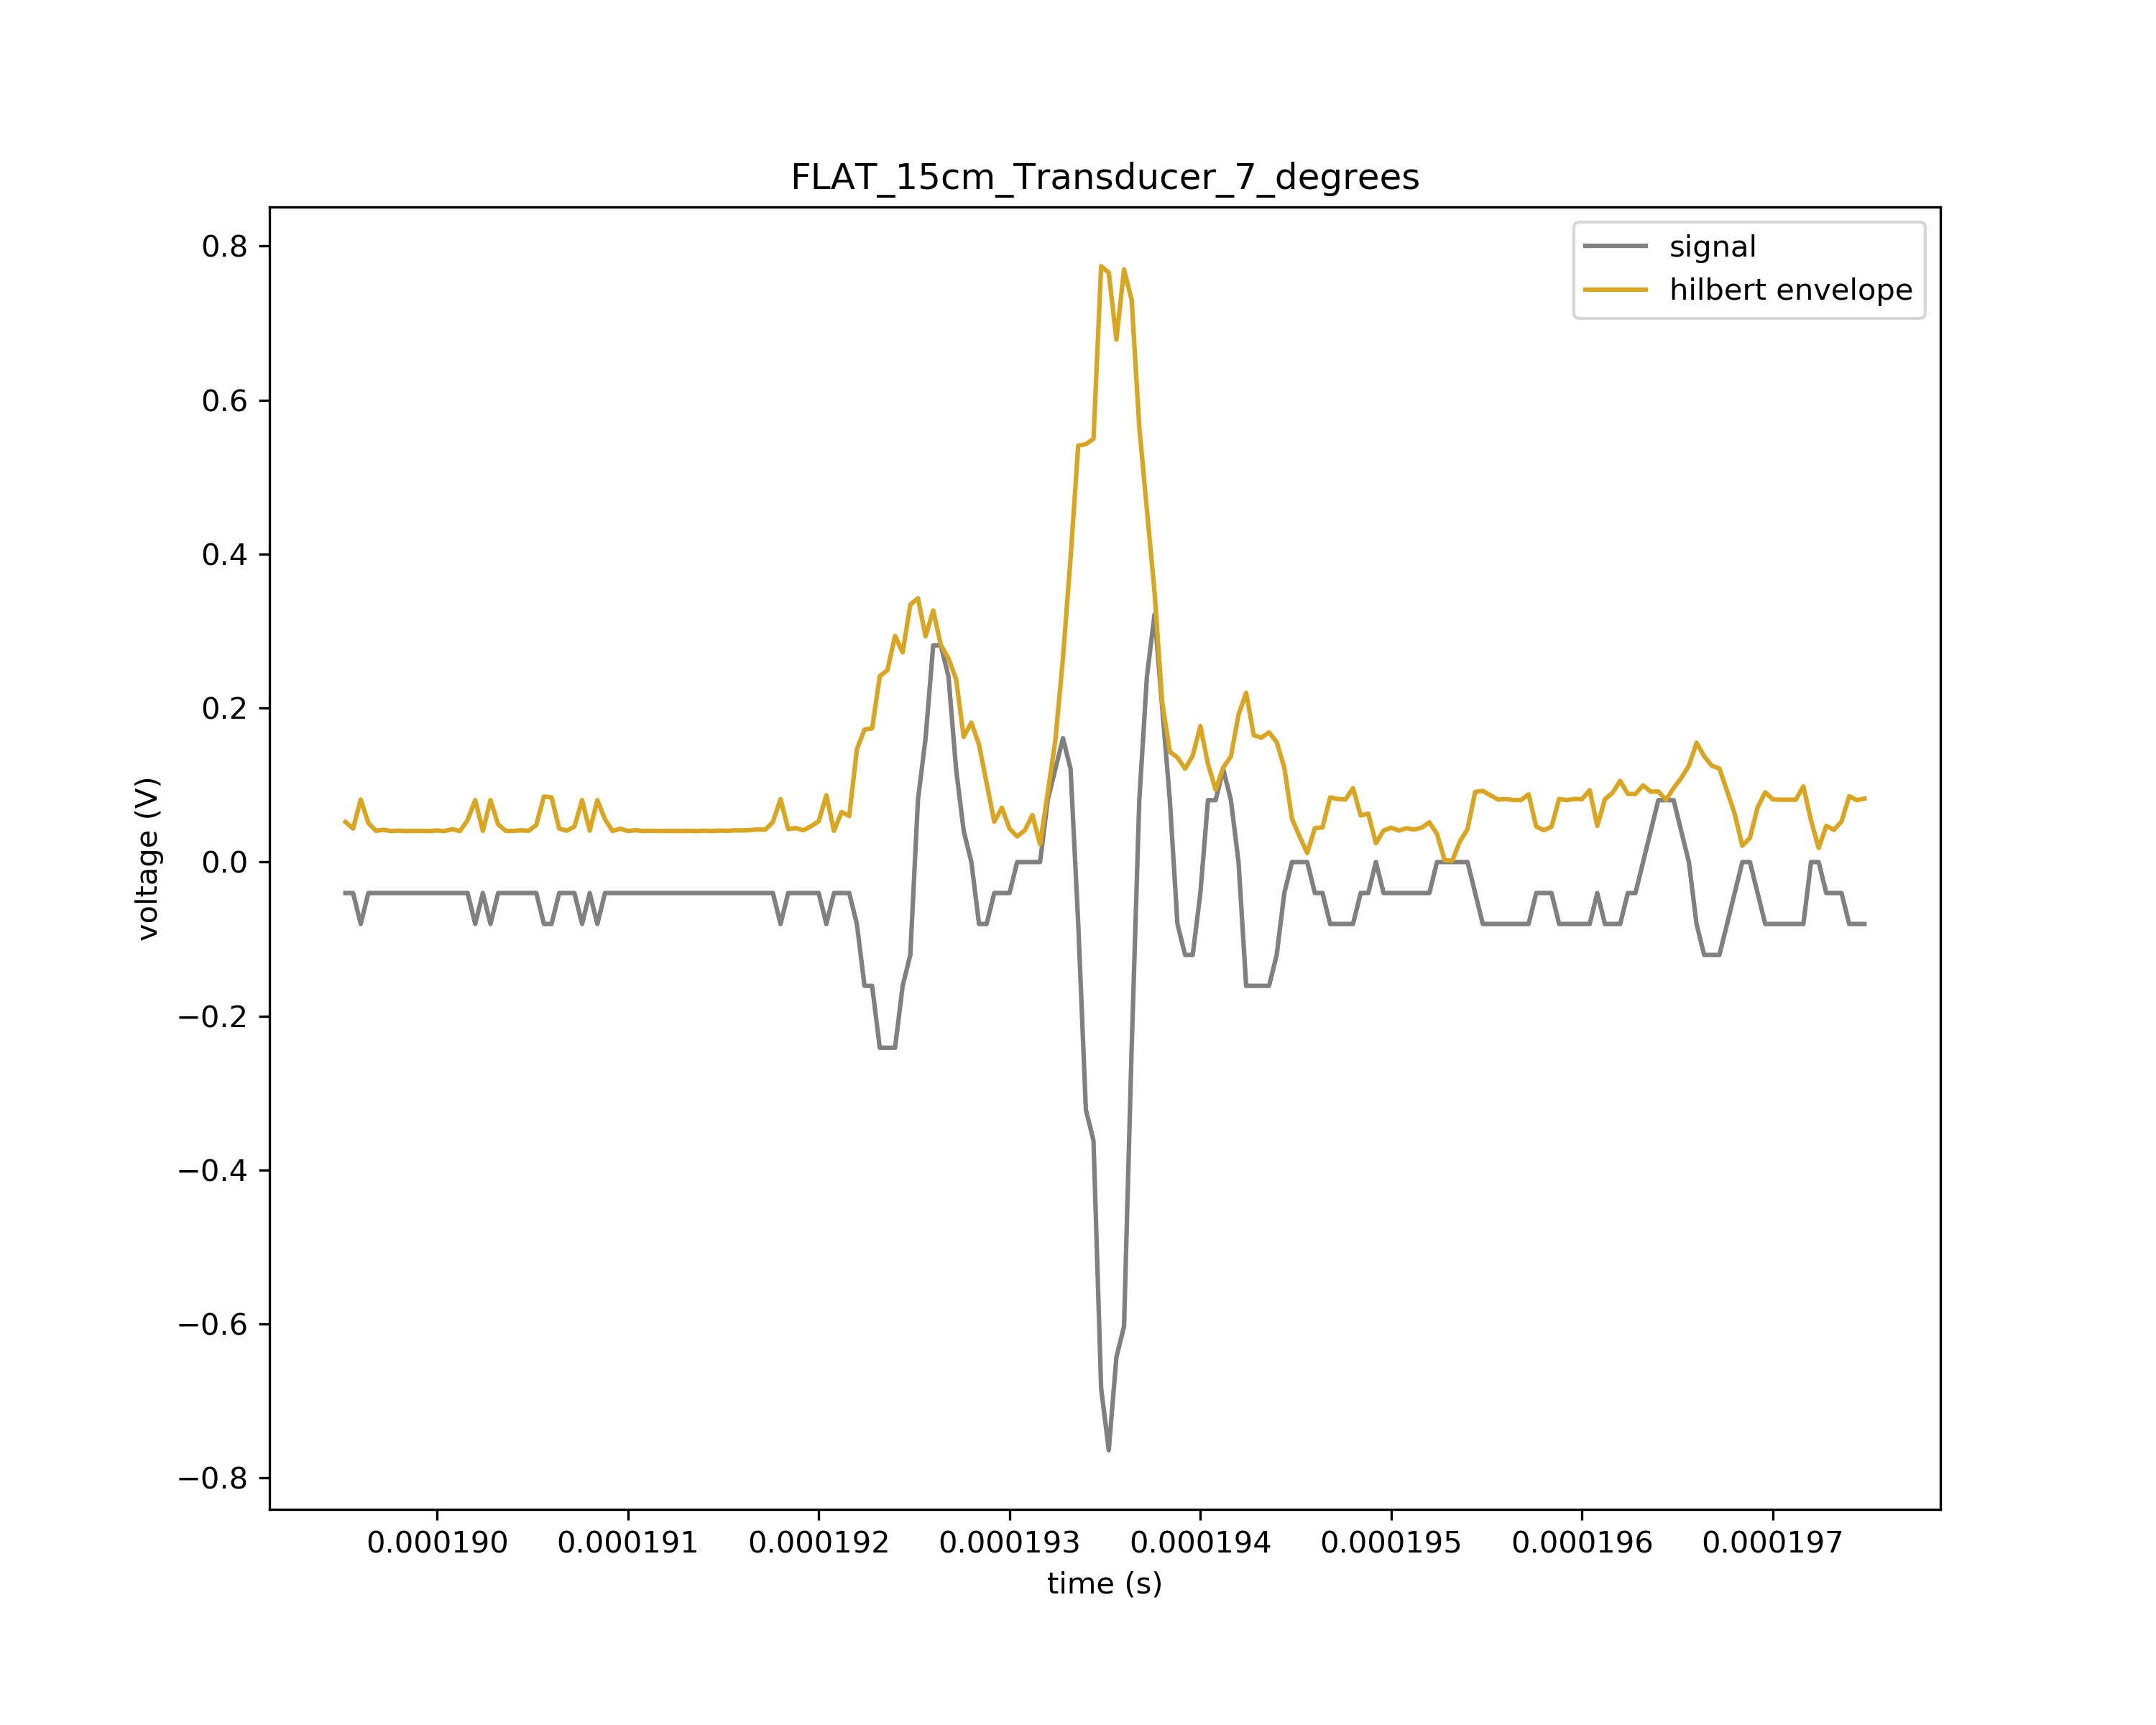 FLAT_15cm_Transducer_7_degrees
signal
hilbert envelope
voltage (V)
0.8
0.6
0.4
0.2
0.0
−0.2
−0.4
−0.6
−0.8
0.000190 0.000191 0.000192 0.000193 0.000194 0.000195 0.000196 0.000197
time (s)